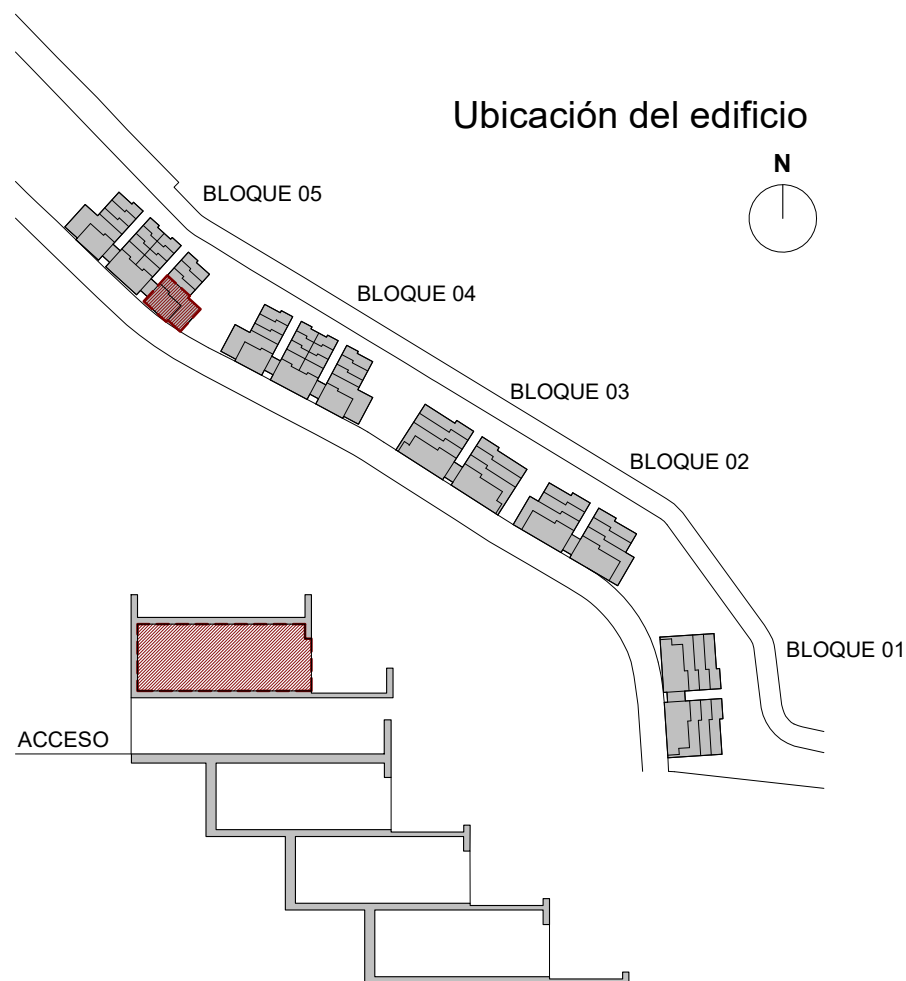 Ubicación del edificio
N
BLOQUE 05
BLOQUE 04
BLOQUE 03
BLOQUE 02
BLOQUE 01
ACCESO